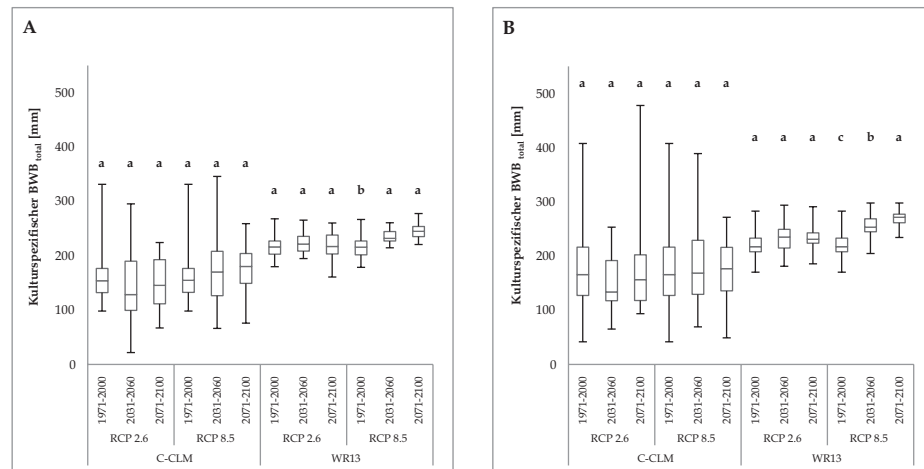 A
Kulturspezifischer BWB total [mm]
500
400
300
200
100
0
a a a a a a a a a b a a
1971-2000 2031-2060 2071-2100 1971-2000 2031-2060 2071-2100 1971-2000 2031-2060 2071-2100 1971-2000 2031-2060 2071-2100
RCP 2.6 RCP 8.5 RCP 2.6 RCP 8.5
C-CLM WR13
B
Kulturspezifischer BWB total [mm]
500
400
300
200
100
0
a a a a a a a a a c b a
1971-2000 2031-2060 2071-2100 1971-2000 2031-2060 2071-2100 1971-2000 2031-2060 2071-2100 1971-2000 2031-2060 2071-2100
RCP 2.6 RCP 8.5 RCP 2.6 RCP 8.5
C-CLM WR13